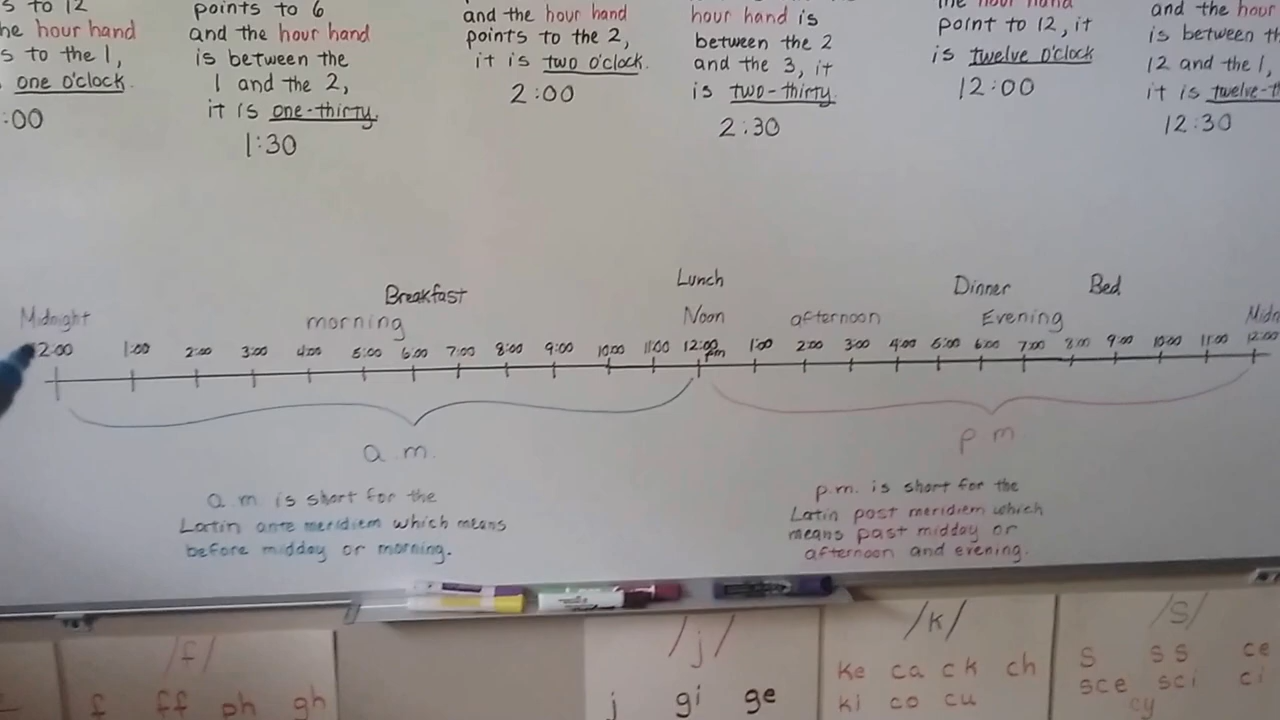 s to 12
he hour hand
s to the 1,
one o'clock.
:00
points to 6
and the hour hand
is between the
1 and the 2,
it is one-thirty.
1:30
and the hour hand
points to the 2,
it is two o'clock.
2:00
hour hand is
between the 2
and the 3, it
is two-thirty.
2:30
the hour hand
point to 12, it
is twelve o'clock
12:00
and the hour
is between th
12 and the 1,
it is twelve-t
12:30
Breakfast Lunch Dinner Bed
Midnight morning Noon afternoon Evening Midn
12:00 1:00 2:00 3:00 4:00 5:00 6:00 7:00 8:00 9:00 10:00 11:00 12:00 pm 1:00 2:00 3:00 4:00 5:00 6:00 7:00 8:00 9:00 10:00 11:00 12:00
a.m. p.m.
a.m. is short for the
Latin ante meridiem which means
before midday or morning.
p.m. is short for the
Latin post meridiem which
means past midday or
afternoon and evening.
/f/
f ff ph gh
/j/
j gi ge
/k/
ke ca ck ch
ki co cu
/s/
s ss ce
sce sci ci
cy